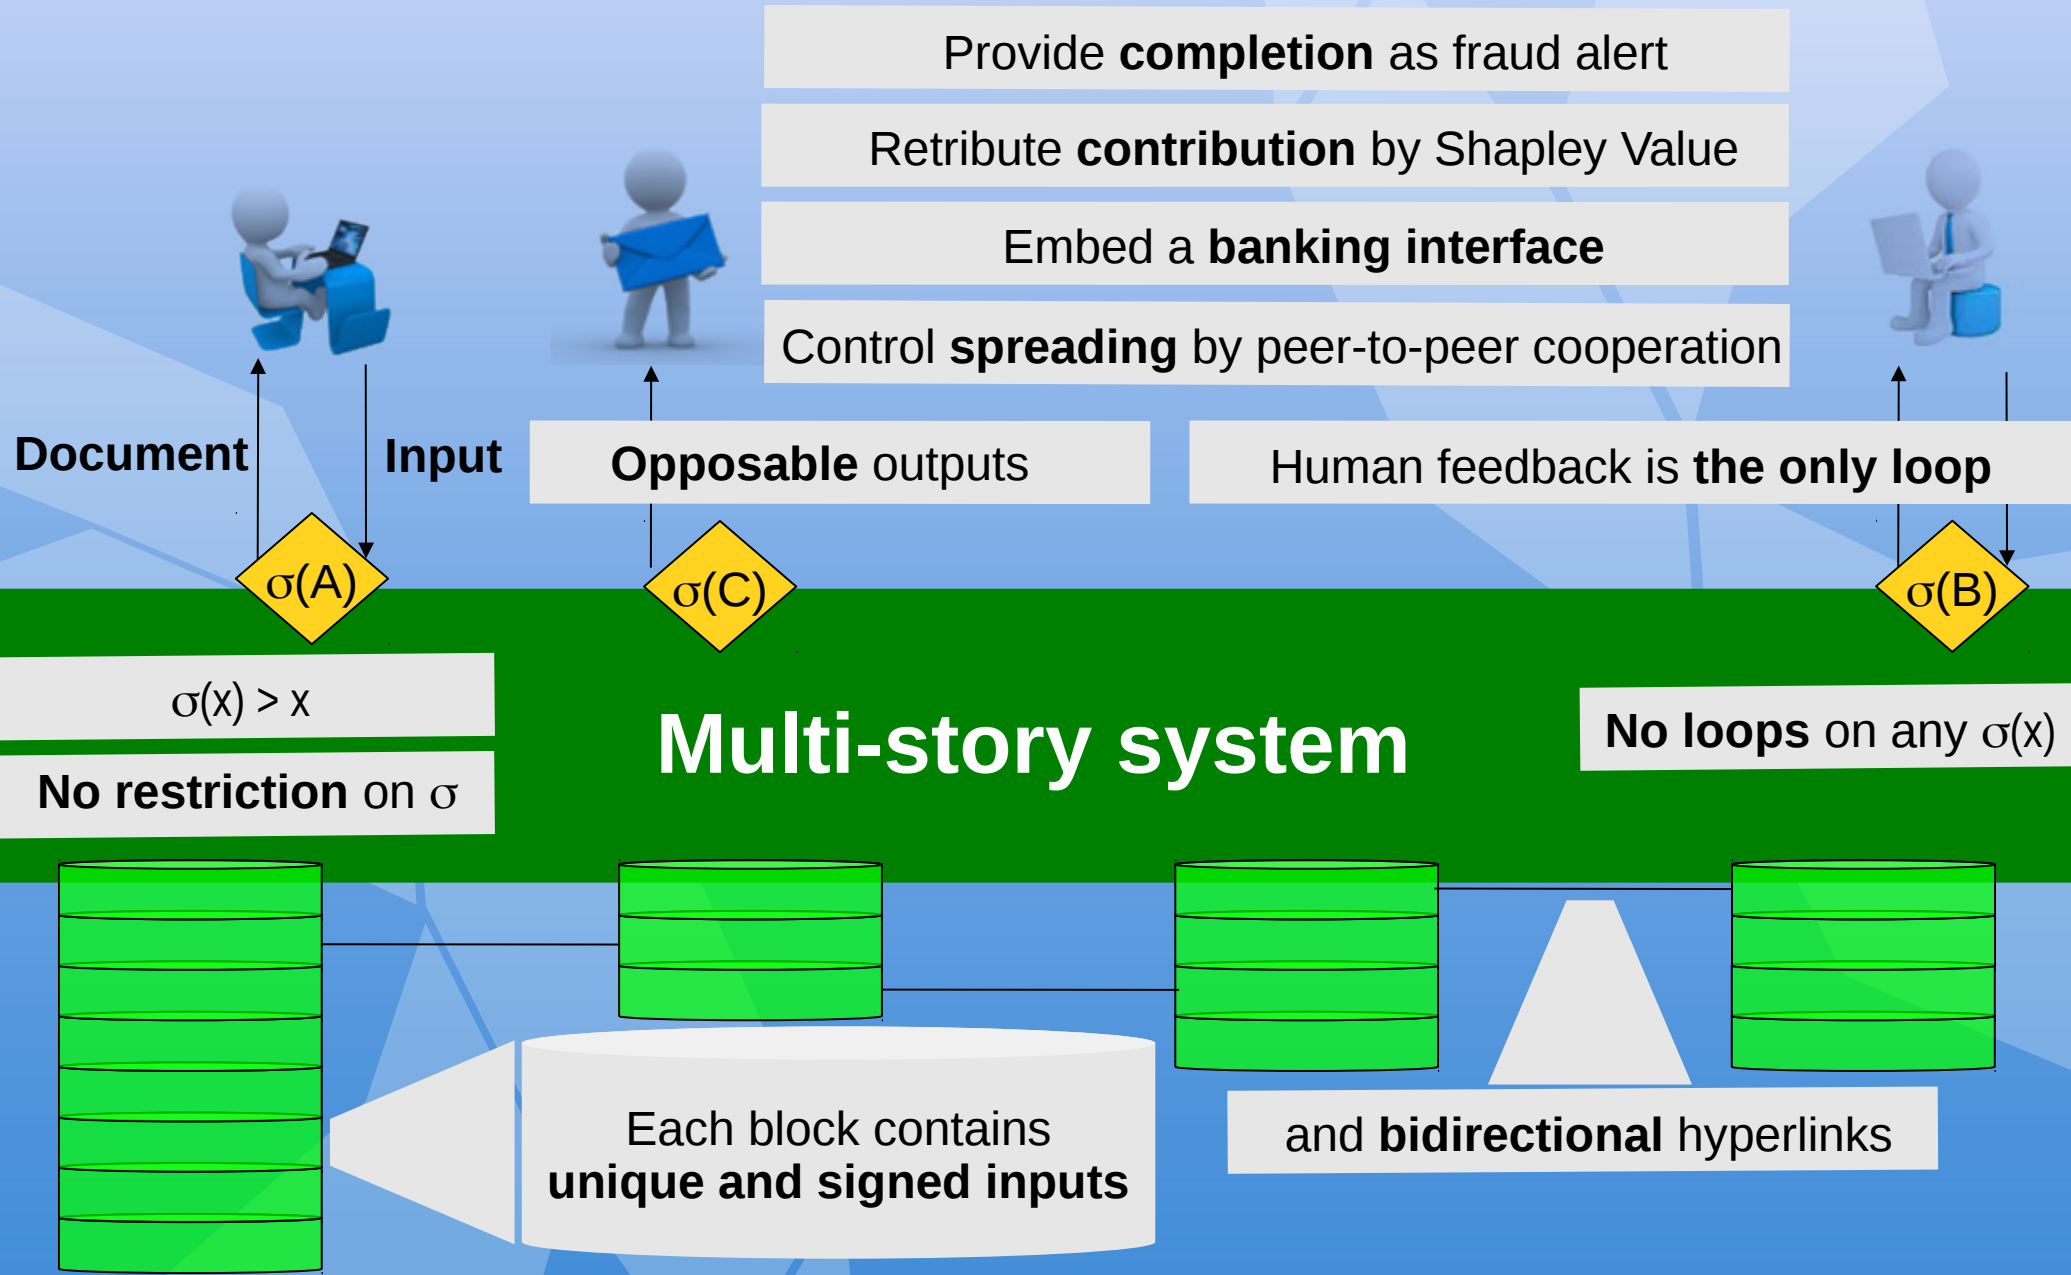 Provide completion as fraud alert
Retribute contribution by Shapley Value
Embed a banking interface
Control spreading by peer-to-peer cooperation
Document
Input
Opposable outputs
Human feedback is the only loop
σ(A)
σ(C)
σ(B)
σ(x) > x
No restriction on σ
Multi-story system
No loops on any σ(x)
Each block contains
unique and signed inputs
and bidirectional hyperlinks